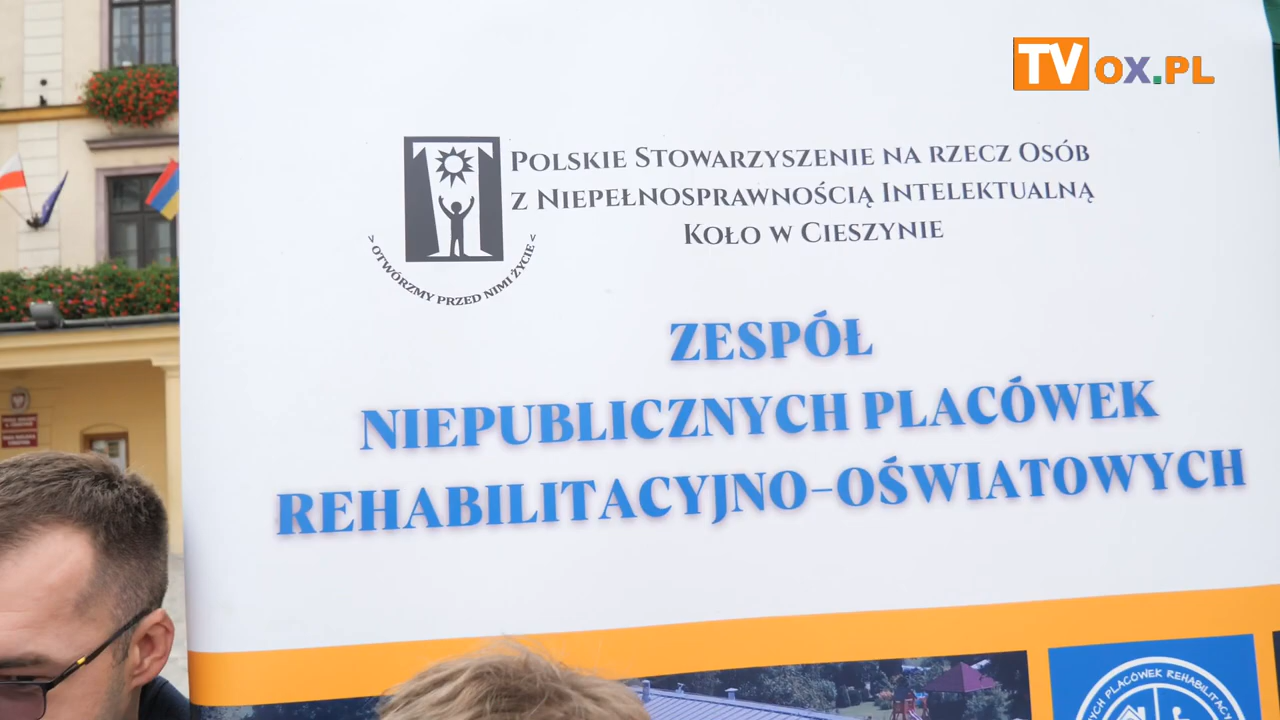 TVOX.PL
POLSKIE STOWARZYSZENIE NA RZECZ OSÓB
Z NIEPEŁNOSPRAWNOŚCIĄ INTELEKTUALNĄ
KOŁO W CIESZYNIE
> OTWÓRZMY PRZED NIMI ŻYCIE <
ZESPÓŁ
NIEPUBLICZNYCH PLACÓWEK
REHABILITACYJNO-OŚWIATOWYCH
PLACÓWEK